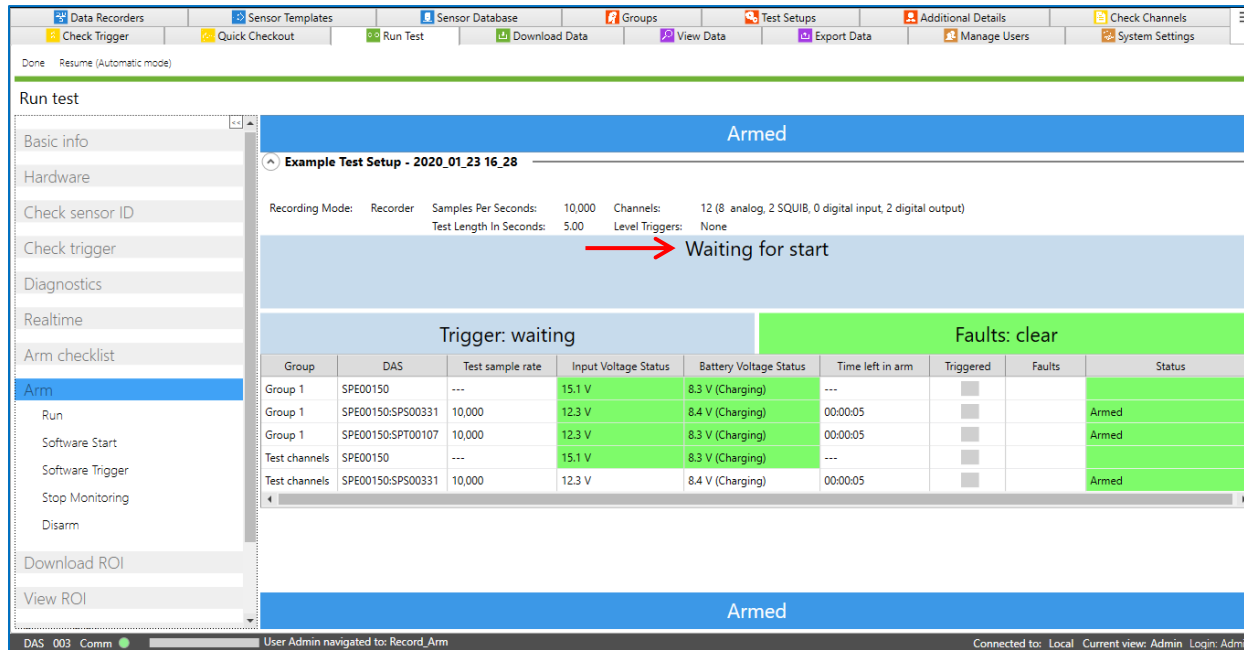 Data Recorders Sensor Templates Sensor Database Groups Test Setups Additional Details Check Channels
Check Trigger Quick Checkout Run Test Download Data View Data Export Data Manage Users System Settings
Done Resume (Automatic mode)
Run test
<<
Basic info
Hardware
Check sensor ID
Check trigger
Diagnostics
Realtime
Arm checklist
Arm
Run
Software Start
Software Trigger
Stop Monitoring
Disarm
Download ROI
View ROI
Armed
Example Test Setup - 2020_01_23 16_28
Recording Mode: Recorder Samples Per Seconds: 10,000 Channels: 12 (8 analog, 2 SQUIB, 0 digital input, 2 digital output)
Test Length In Seconds: 5.00 Level Triggers: None
Waiting for start
Trigger: waiting Faults: clear
Group DAS Test sample rate Input Voltage Status Battery Voltage Status Time left in arm Triggered Faults Status
Group 1 SPE00150 --- 15.1 V 8.3 V (Charging) ---
Group 1 SPE00150:SPS00331 10,000 12.3 V 8.4 V (Charging) 00:00:05 Armed
Group 1 SPE00150:SPT00107 10,000 12.3 V 8.3 V (Charging) 00:00:05 Armed
Test channels SPE00150 --- 15.1 V 8.3 V (Charging) ---
Test channels SPE00150:SPS00331 10,000 12.3 V 8.4 V (Charging) 00:00:05 Armed
Armed
DAS 003 Comm User Admin navigated to: Record_Arm Connected to: Local Current view: Admin Login: Admi